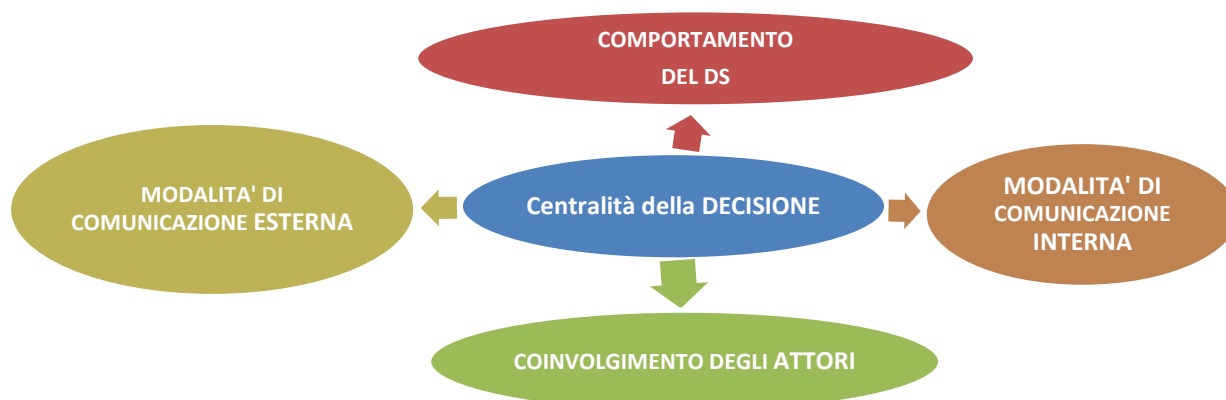 COMPORTAMENTO
DEL DS
MODALITA' DI
COMUNICAZIONE ESTERNA
Centralità della DECISIONE
MODALITA' DI
COMUNICAZIONE
INTERNA
COINVOLGIMENTO DEGLI ATTORI